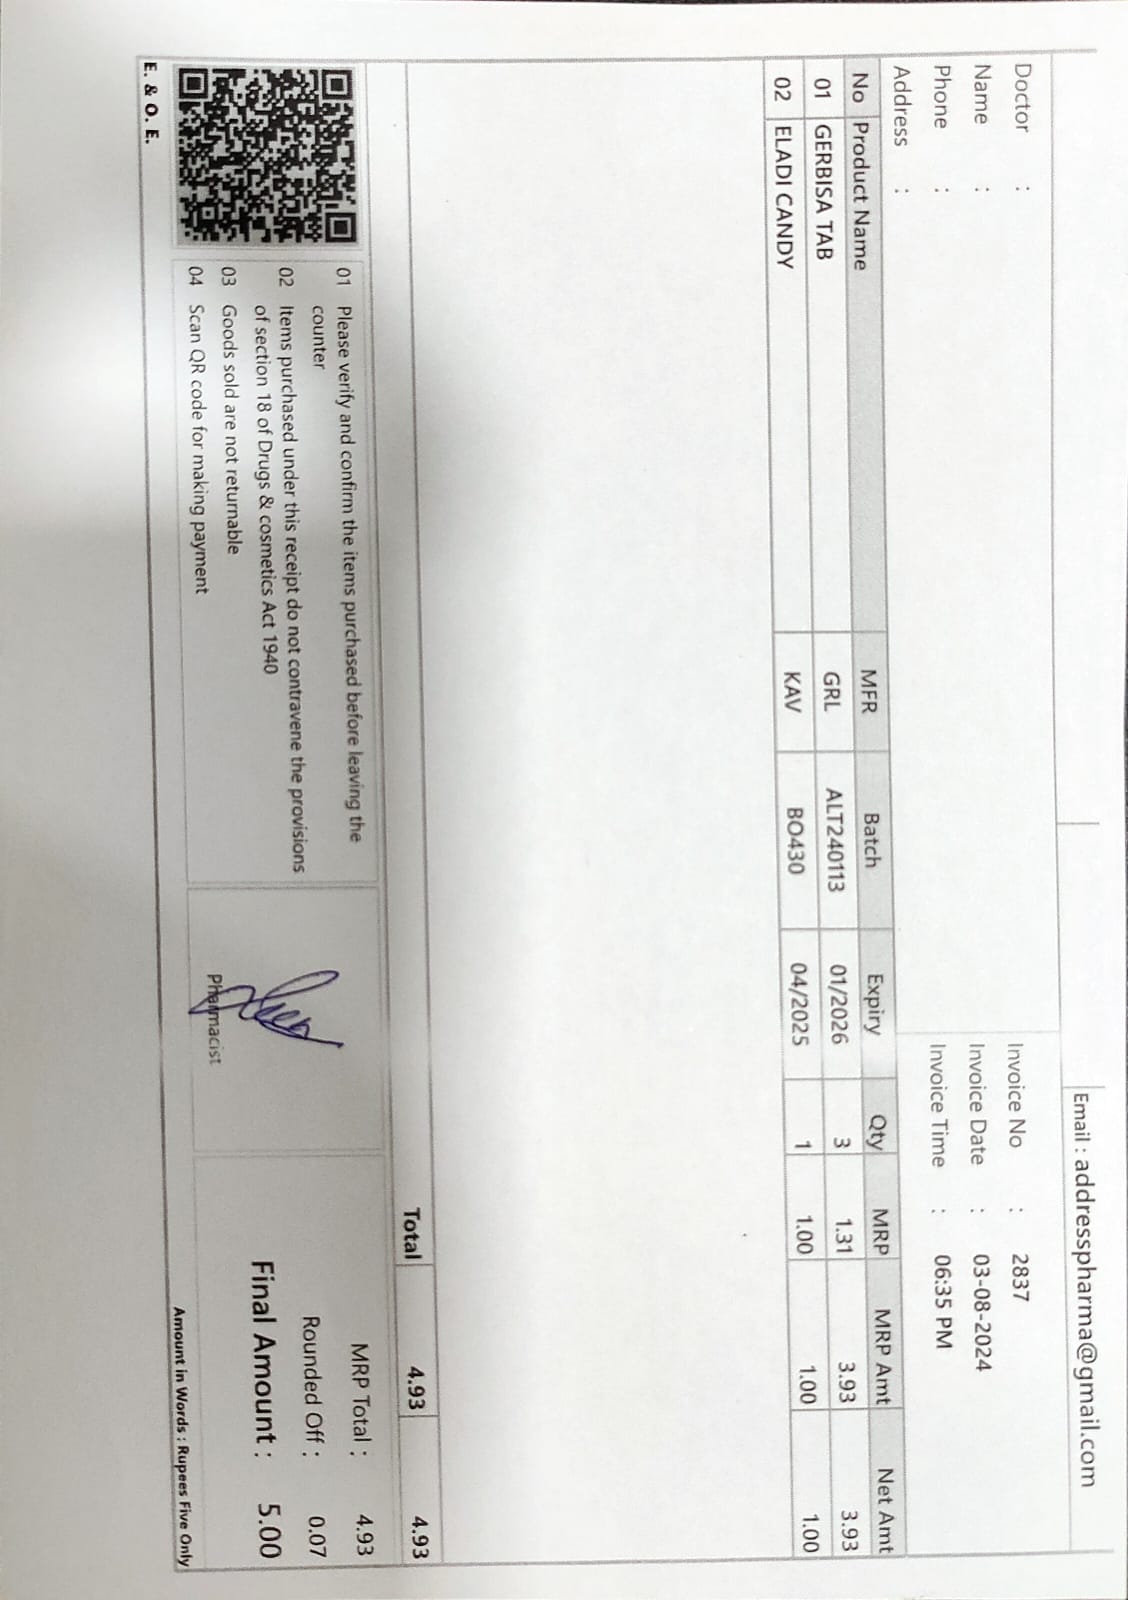 Email : addresspharma@gmail.com
Doctor :
Name :
Phone :
Address :
Invoice No : 2837
Invoice Date : 03-08-2024
Invoice Time : 06:35 PM
No Product Name MFR Batch Expiry Qty MRP MRP Amt Net Amt
01 GERBISA TAB GRL ALT240113 01/2026 3 1.31 3.93 3.93
02 ELADI CANDY KAV BO430 04/2025 1 1.00 1.00 1.00
Total 4.93 4.93
01 Please verify and confirm the items purchased before leaving the
counter
02 Items purchased under this receipt do not contravene the provisions
of section 18 of Drugs & cosmetics Act 1940
03 Goods sold are not returnable
04 Scan QR code for making payment
Pharmacist
MRP Total : 4.93
Rounded Off : 0.07
Final Amount : 5.00
Amount in Words : Rupees Five Only
E. & O. E.